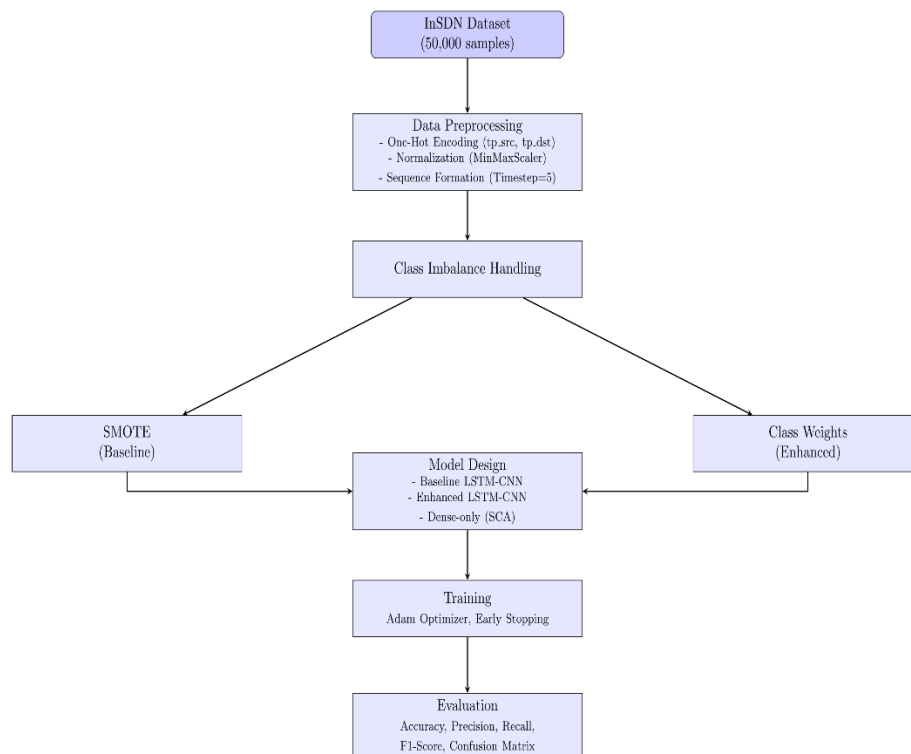 InSDN Dataset
(50,000 samples)
Data Preprocessing
- One-Hot Encoding (tp_src, tp_dst)
- Normalization (MinMaxScaler)
- Sequence Formation (Timestep=5)
Class Imbalance Handling
SMOTE
(Baseline)
Class Weights
(Enhanced)
Model Design
- Baseline LSTM-CNN
- Enhanced LSTM-CNN
- Dense-only (SCA)
Training
Adam Optimizer, Early Stopping
Evaluation
Accuracy, Precision, Recall,
F1-Score, Confusion Matrix